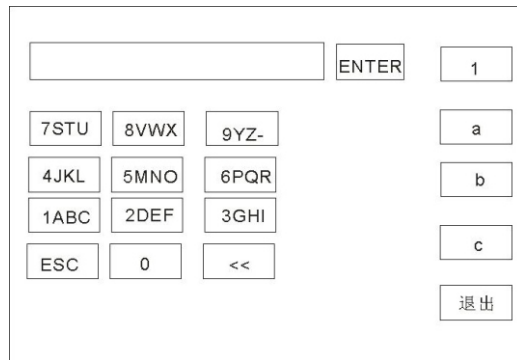 ENTER
1
7STU 8VWX 9YZ-
a
4JKL 5MNO 6PQR
b
1ABC 2DEF 3GHI
c
ESC 0 <<
退出